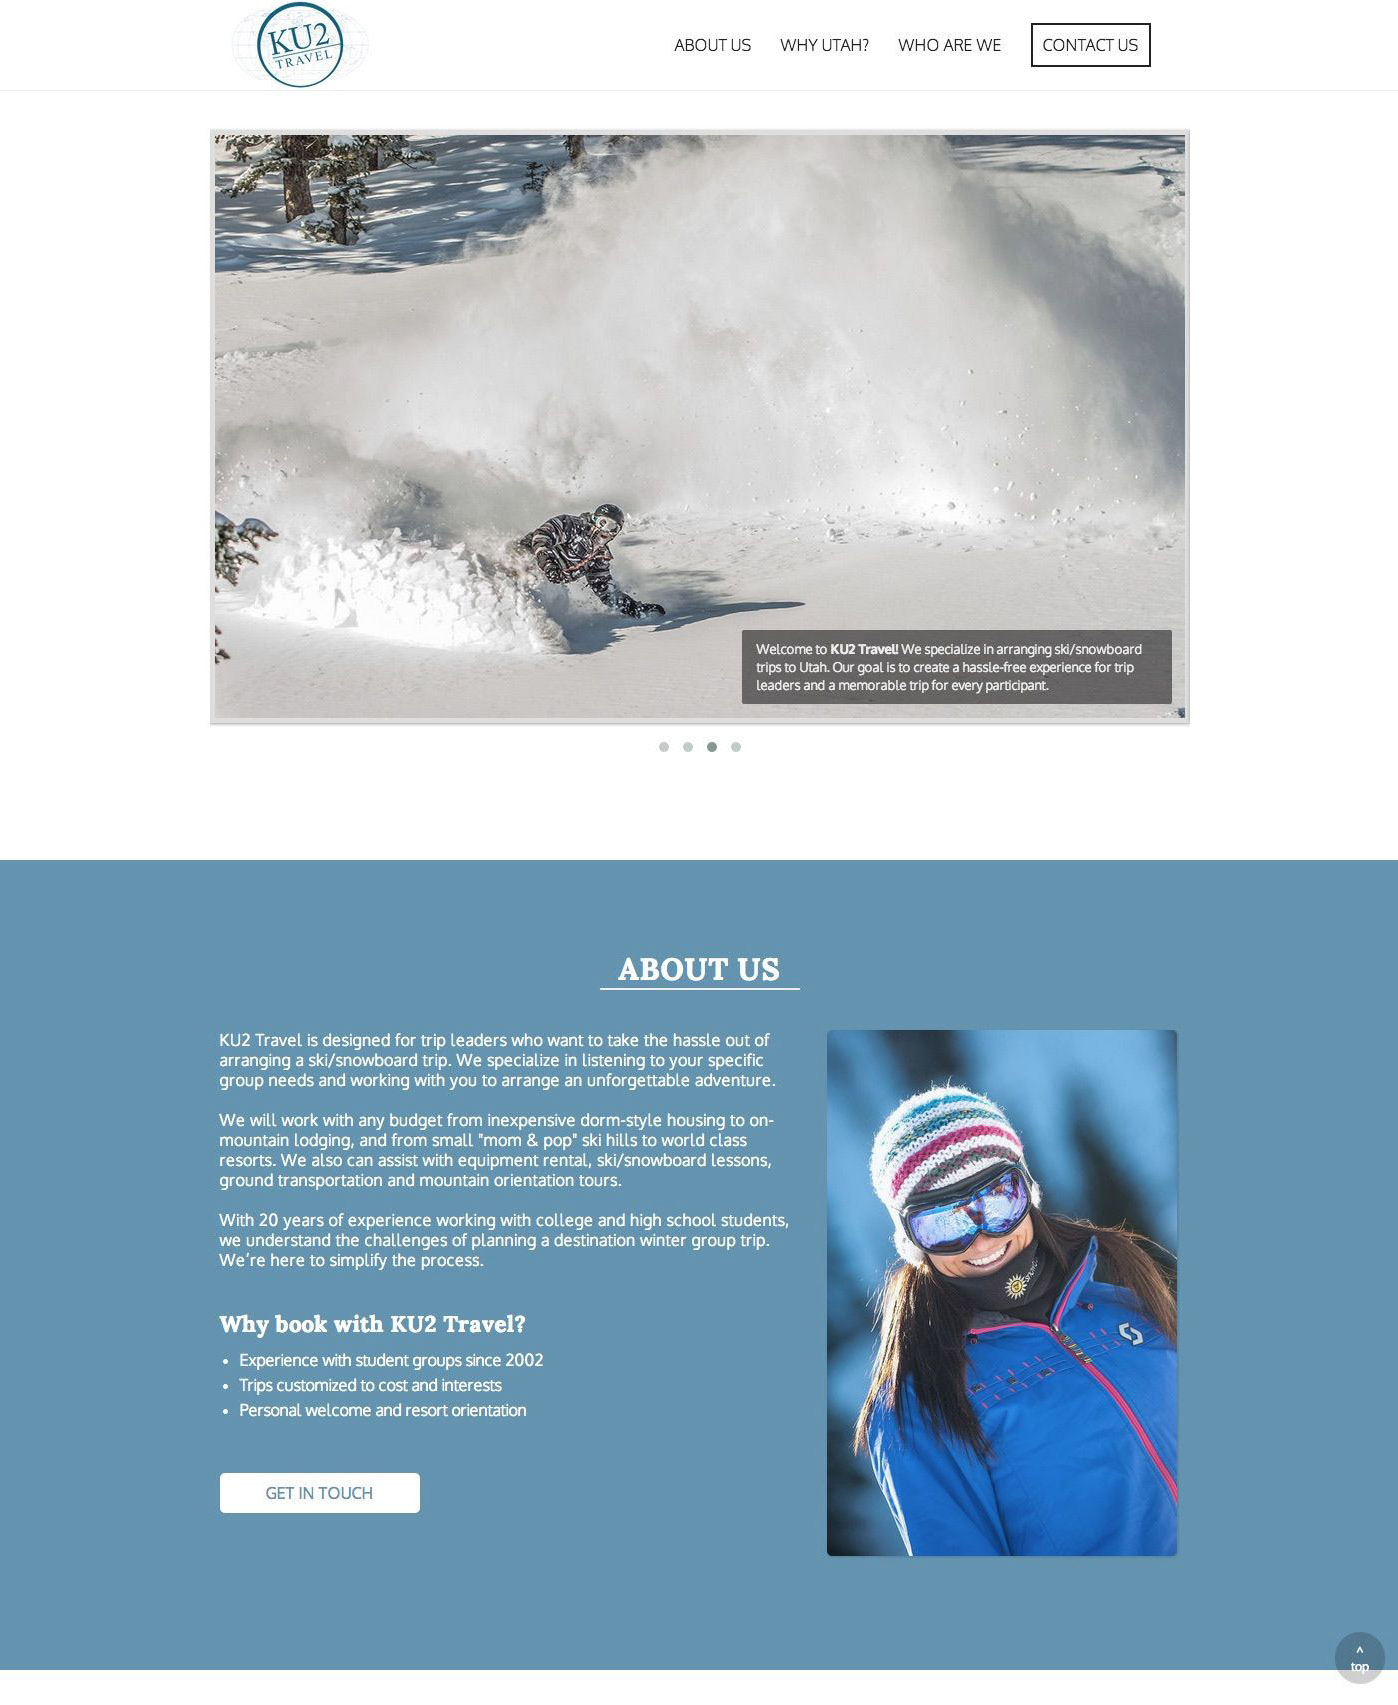 KU2
TRAVEL
ABOUT US
WHY UTAH?
WHO ARE WE
CONTACT US
Welcome to KU2 Travel! We specialize in arranging ski/snowboard
trips to Utah. Our goal is to create a hassle-free experience for trip
leaders and a memorable trip for every participant.
ABOUT US
KU2 Travel is designed for trip leaders who want to take the hassle out of
arranging a ski/snowboard trip. We specialize in listening to your specific
group needs and working with you to arrange an unforgettable adventure.
We will work with any budget from inexpensive dorm-style housing to on-
mountain lodging, and from small "mom & pop" ski hills to world class
resorts. We also can assist with equipment rental, ski/snowboard lessons,
ground transportation and mountain orientation tours.
With 20 years of experience working with college and high school students,
we understand the challenges of planning a destination winter group trip.
We’re here to simplify the process.
Why book with KU2 Travel?
• Experience with student groups since 2002
• Trips customized to cost and interests
• Personal welcome and resort orientation
GET IN TOUCH
^
top